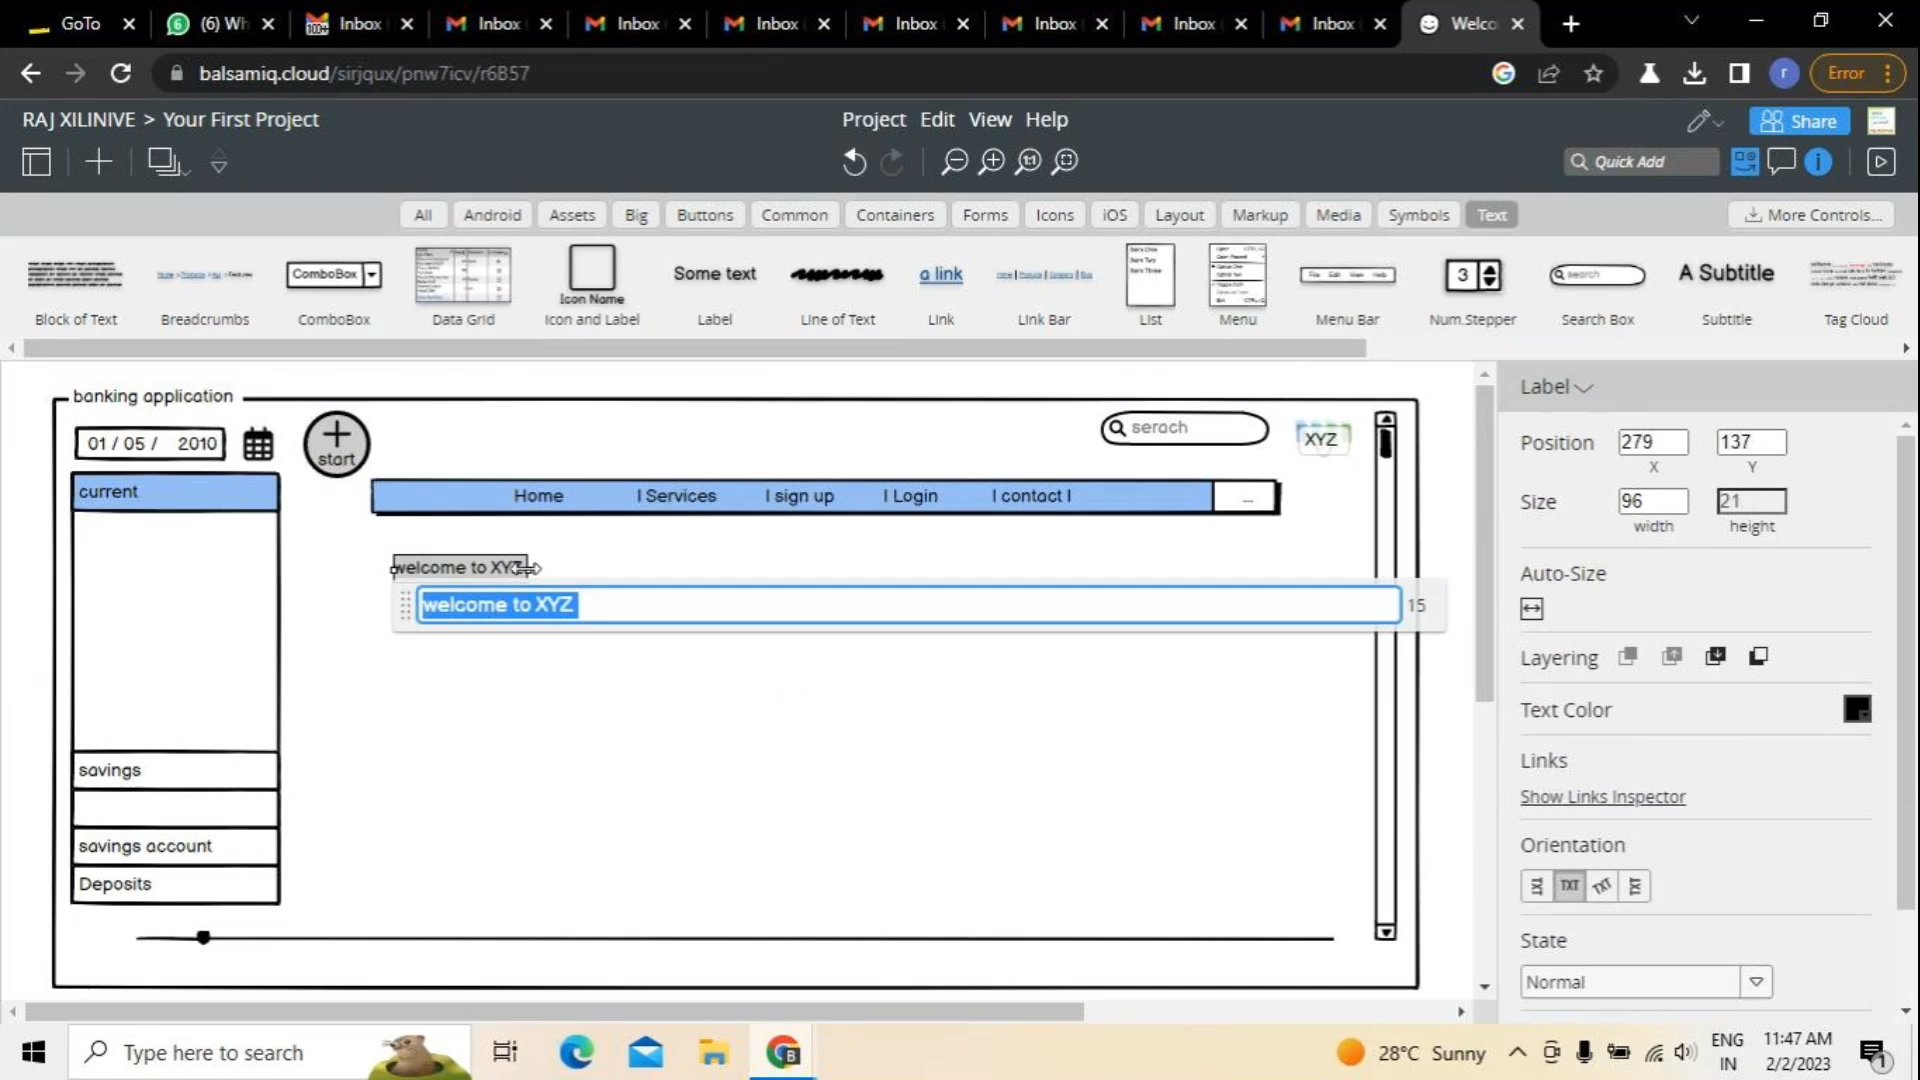 GoTo
(6) Wh
Inbox
Inbox
Inbox
Inbox
Inbox
Inbox
Inbox
Inbox
Welco
balsamiq.cloud/sirjqux/pnw7icv/r6B57
r
Error
RAJ XILINIVE > Your First Project
Project Edit View Help
Share
Quick Add
All Android Assets Big Buttons Common Containers Forms Icons iOS Layout Markup Media Symbols Text
More Controls...
ComboBox
Icon Name
Some text
a link
3
search
A Subtitle
Block of Text Breadcrumbs ComboBox Data Grid Icon and Label Label Line of Text Link Link Bar List Menu Menu Bar Num.Stepper Search Box Subtitle Tag Cloud
banking application
01 / 05 / 2010
start
serach
XYZ
current
Home I Services I sign up I Login I contact I
...
welcome to XYZ
welcome to XYZ
15
savings
savings account
Deposits
Label
Position 279 137
X Y
Size 96 21
width height
Auto-Size
Layering
Text Color
Links
Show Links Inspector
Orientation
TXT TXT TXT TXT
State
Normal
Type here to search
28°C Sunny
ENG
IN
11:47 AM
2/2/2023
1